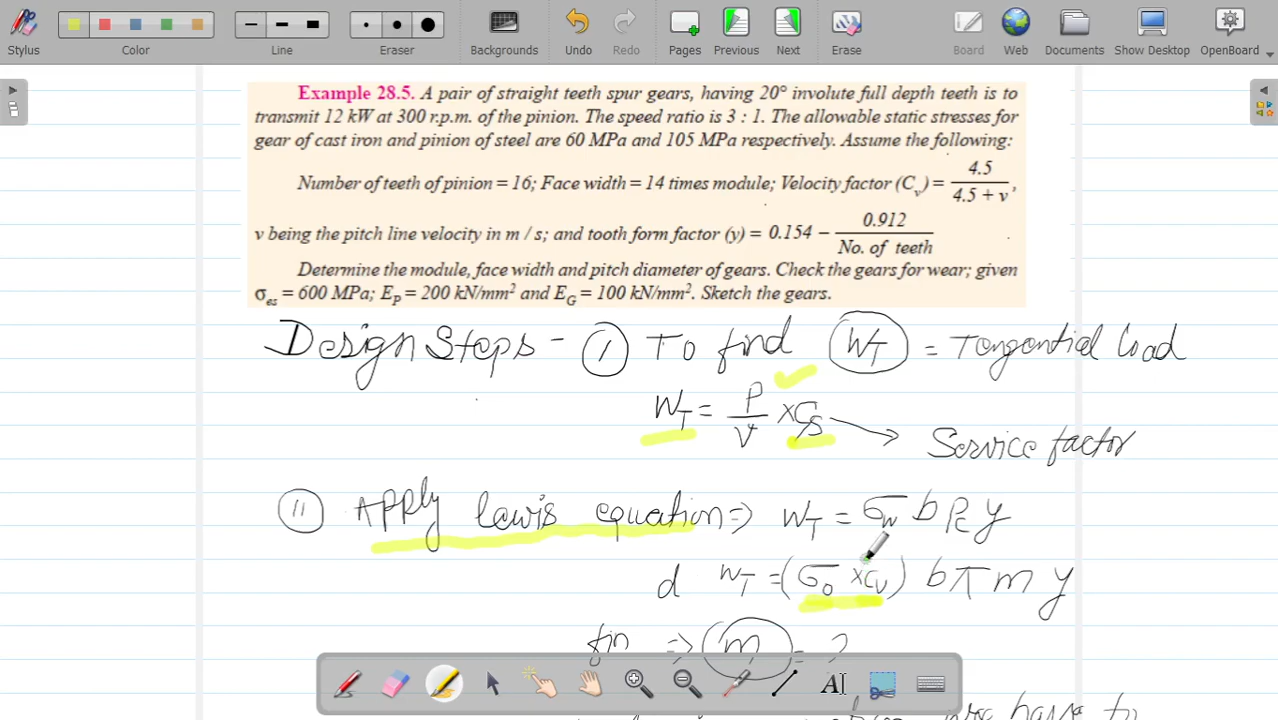 Stylus Color Line Eraser Backgrounds Undo Redo Pages Previous Next Erase Board Web Documents Show Desktop OpenBoard
Example 28.5. A pair of straight teeth spur gears, having 20° involute full depth teeth is to
transmit 12 kW at 300 r.p.m. of the pinion. The speed ratio is 3 : 1. The allowable static stresses for
gear of cast iron and pinion of steel are 60 MPa and 105 MPa respectively. Assume the following:
Number of teeth of pinion = 16; Face width = 14 times module; Velocity factor (Cv) = 4.5 / 4.5 + v ,
v being the pitch line velocity in m / s; and tooth form factor (y) = 0.154 – 0.912 / No. of teeth
Determine the module, face width and pitch diameter of gears. Check the gears for wear; given
σes = 600 MPa; EP = 200 kN/mm² and EG = 100 kN/mm². Sketch the gears.
Design Steps - (1) To find (WT) = Tangential Load
WT = P / V × CS → Service factor
(11) Apply lewis equation ⇒ WT = σW b Pc y
d WT = (σo × Cv) b π m y
fin ⇒ (m) = ?
we have to